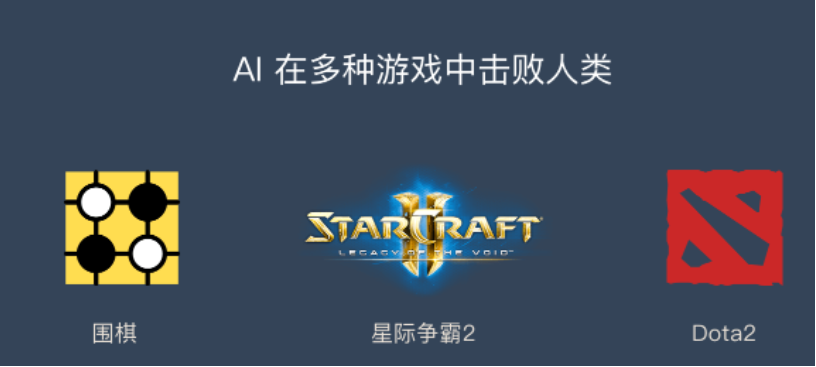 AI 在多种游戏中击败人类
STARCRAFT
II
LEGACY OF THE VOID
围棋
星际争霸2
Dota2